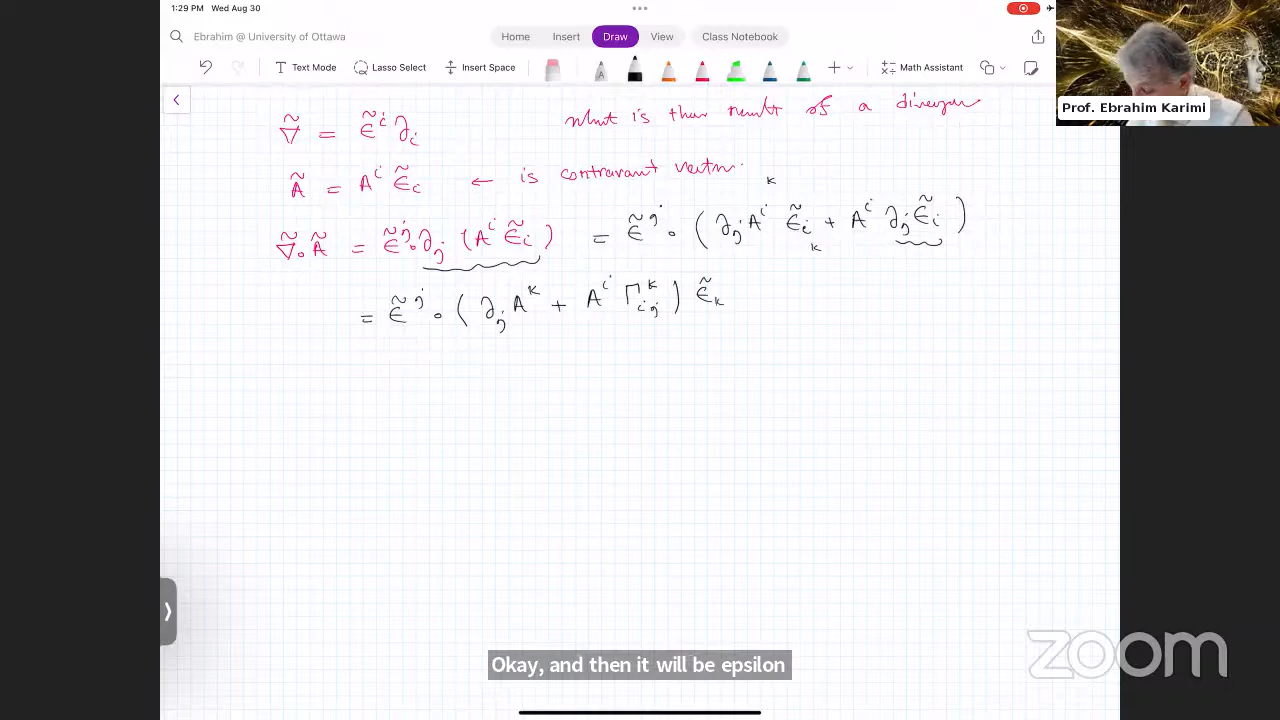 1:29 PM Wed Aug 30
Ebrahim @ University of Ottawa
Home Insert Draw View Class Notebook
Text Mode Lasso Select Insert Space Math Assistant
Prof. Ebrahim Karimi
∇̃ = ε̃ⁱ ∂ᵢ
what is the result of a
Ã = Aⁱ ε̃ᵢ ← is contravant vector.
∇̃∘Ã = ε̃ʲ∘∂ⱼ (Aⁱ ε̃ᵢ) = ε̃ʲ ∘ (∂ⱼAⁱ ε̃ᵢ + Aⁱ ∂ⱼε̃ᵢ)
k
k
= ε̃ʲ ∘ (∂ⱼAᵏ + Aⁱ Γᵏᵢⱼ) ε̃ₖ
Okay, and then it will be epsilon
zoom